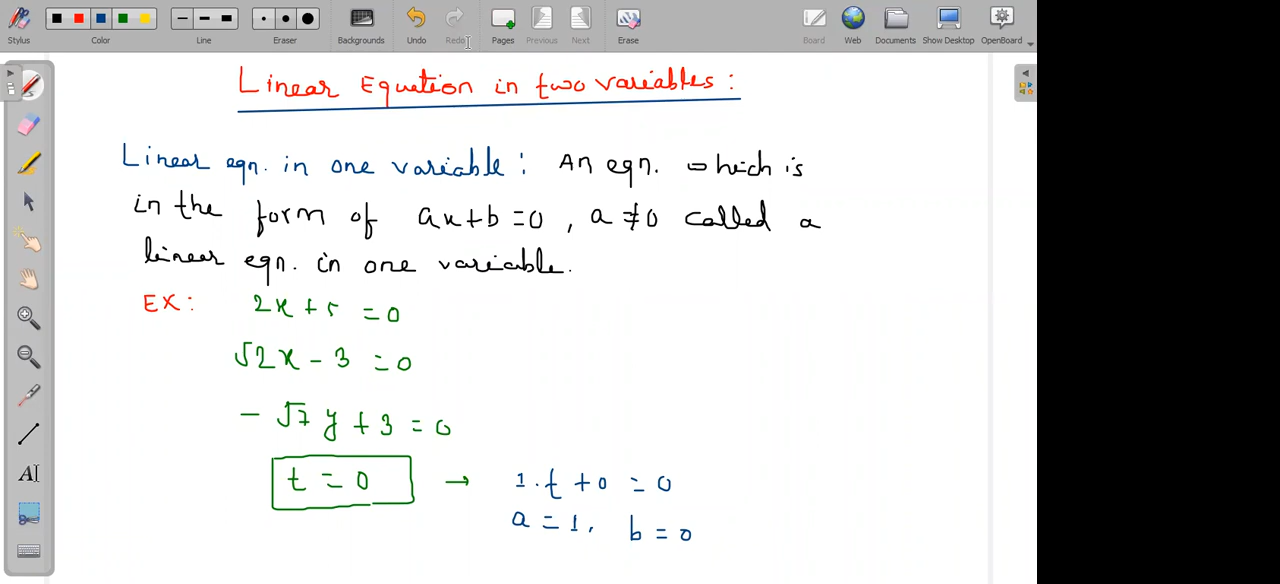 Stylus Color Line Eraser Backgrounds Undo Redo Pages Previous Next Erase Board Web Documents Show Desktop OpenBoard
Linear Eqution in two variables :
Linear eqn. in one variable : An eqn. which is
in the form of ax+b=0, a≠0 called a
linear eqn. in one variable.
EX: 2x+5=0
√2x-3=0
-√7y+3=0
t=0 → 1.t+0=0
a=1, b=0